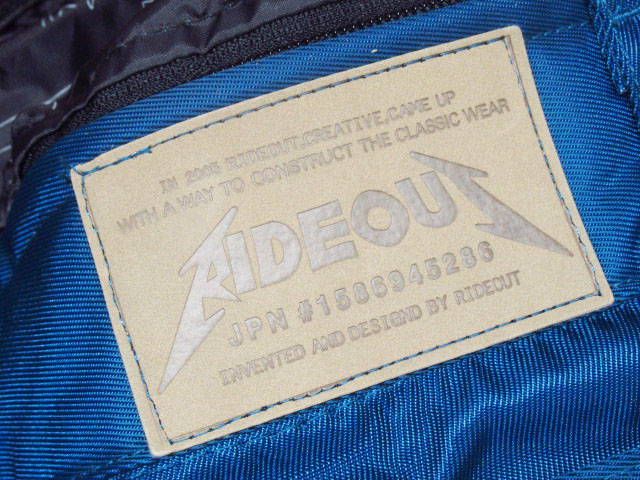 IN 2005 RIDEOUT.CREATIVE.CAME UP
WITH A WAY TO CONSTRUCT THE CLASSIC WEAR
RIDEOUT
JPN #1586945286
INVENTED AND DESIGND BY RIDEOUT